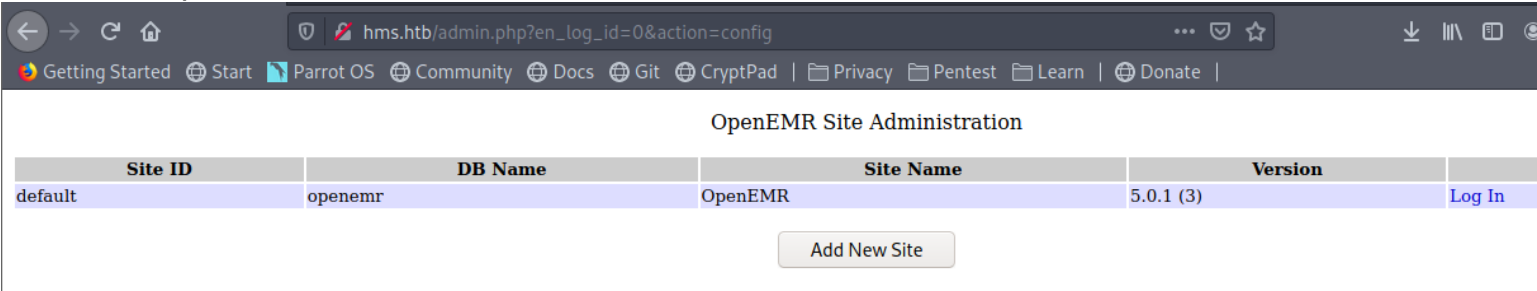 hms.htb/admin.php?en_log_id=0&action=config
Getting Started Start Parrot OS Community Docs Git CryptPad | Privacy Pentest Learn | Donate |
OpenEMR Site Administration
Site ID DB Name Site Name Version
default openemr OpenEMR 5.0.1 (3) Log In
Add New Site